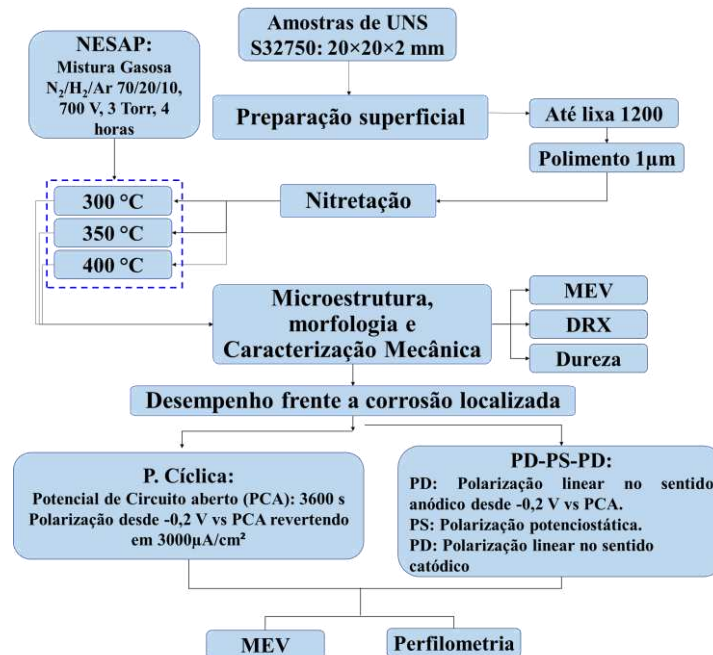 Amostras de UNS
S32750: 20×20×2 mm
NESAP:
Mistura Gasosa
N₂/H₂/Ar 70/20/10,
700 V, 3 Torr, 4
horas
Preparação superficial
Até lixa 1200
Polimento 1µm
Nitretação
300 °C
350 °C
400 °C
Microestrutura,
morfologia e
Caracterização Mecânica
MEV
DRX
Dureza
Desempenho frente a corrosão localizada
P. Cíclica:
Potencial de Circuito aberto (PCA): 3600 s
Polarização desde -0,2 V vs PCA revertendo
em 3000µA/cm²
PD-PS-PD:
PD: Polarização linear no sentido
anódico desde -0,2 V vs PCA.
PS: Polarização potenciostática.
PD: Polarização linear no sentido
catódico
MEV
Perfilometria